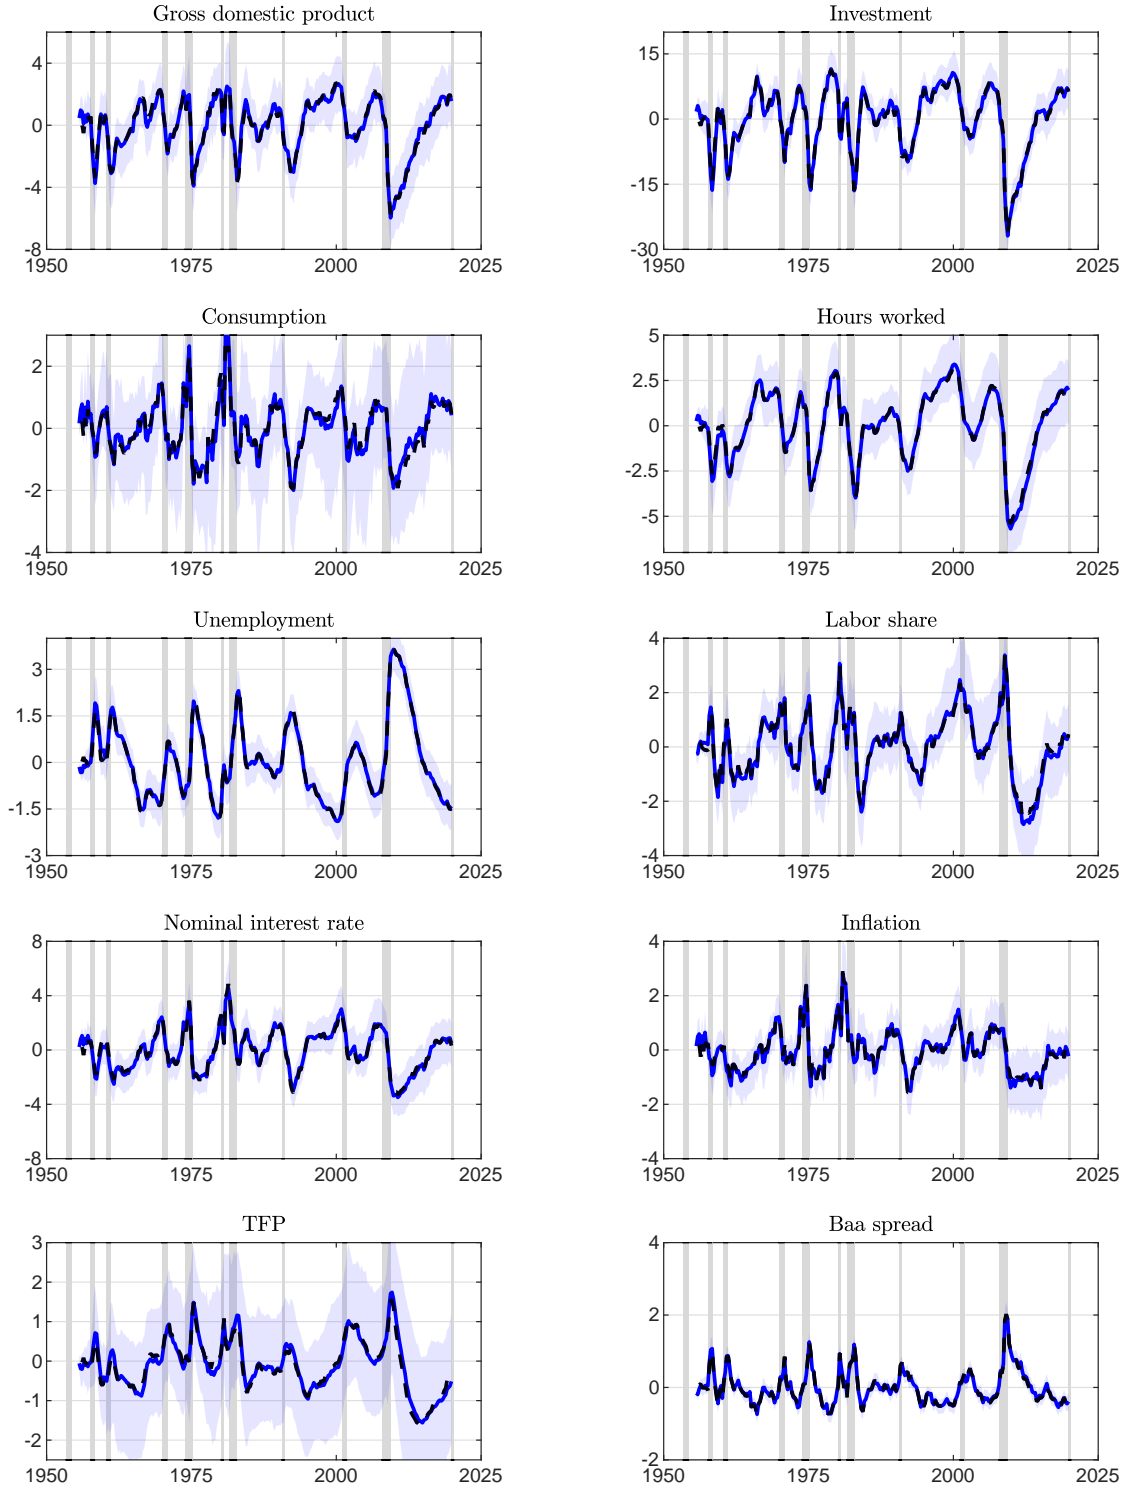 Gross domestic product
4
0
-4
-8
1950 1975 2000 2025
Investment
15
0
-15
-30
1950 1975 2000 2025
Consumption
2
0
-2
-4
1950 1975 2000 2025
Hours worked
5
2.5
0
-2.5
-5
1950 1975 2000 2025
Unemployment
3
1.5
0
-1.5
-3
1950 1975 2000 2025
Labor share
4
2
0
-2
-4
1950 1975 2000 2025
Nominal interest rate
8
4
0
-4
-8
1950 1975 2000 2025
Inflation
4
2
0
-2
-4
1950 1975 2000 2025
TFP
3
2
1
0
-1
-2
1950 1975 2000 2025
Baa spread
4
2
0
-2
1950 1975 2000 2025